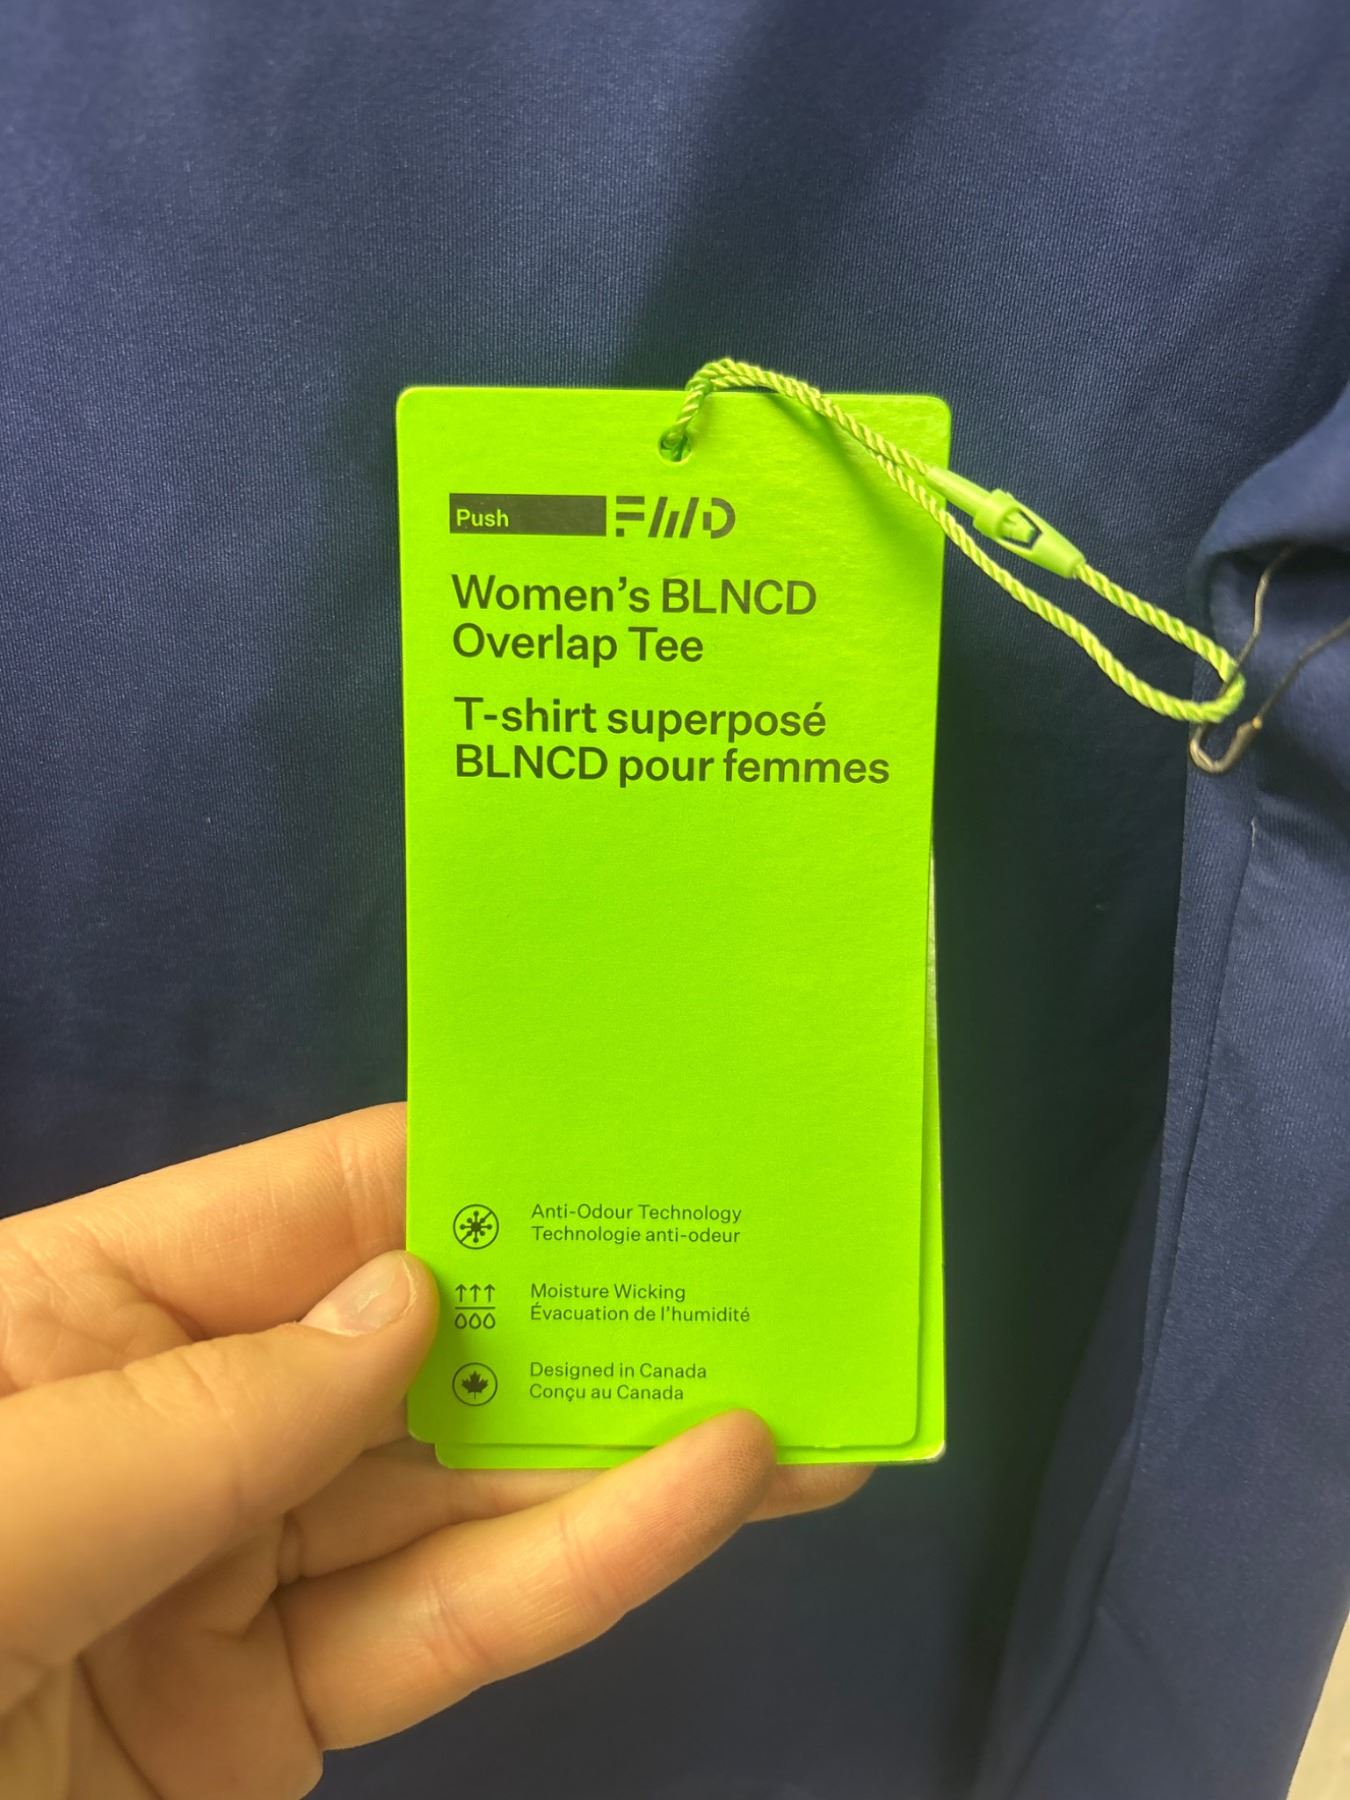 Push FWD
Women's BLNCD
Overlap Tee
T-shirt superposé
BLNCD pour femmes
Anti-Odour Technology
Technologie anti-odeur
Moisture Wicking
Évacuation de l'humidité
Designed in Canada
Conçu au Canada